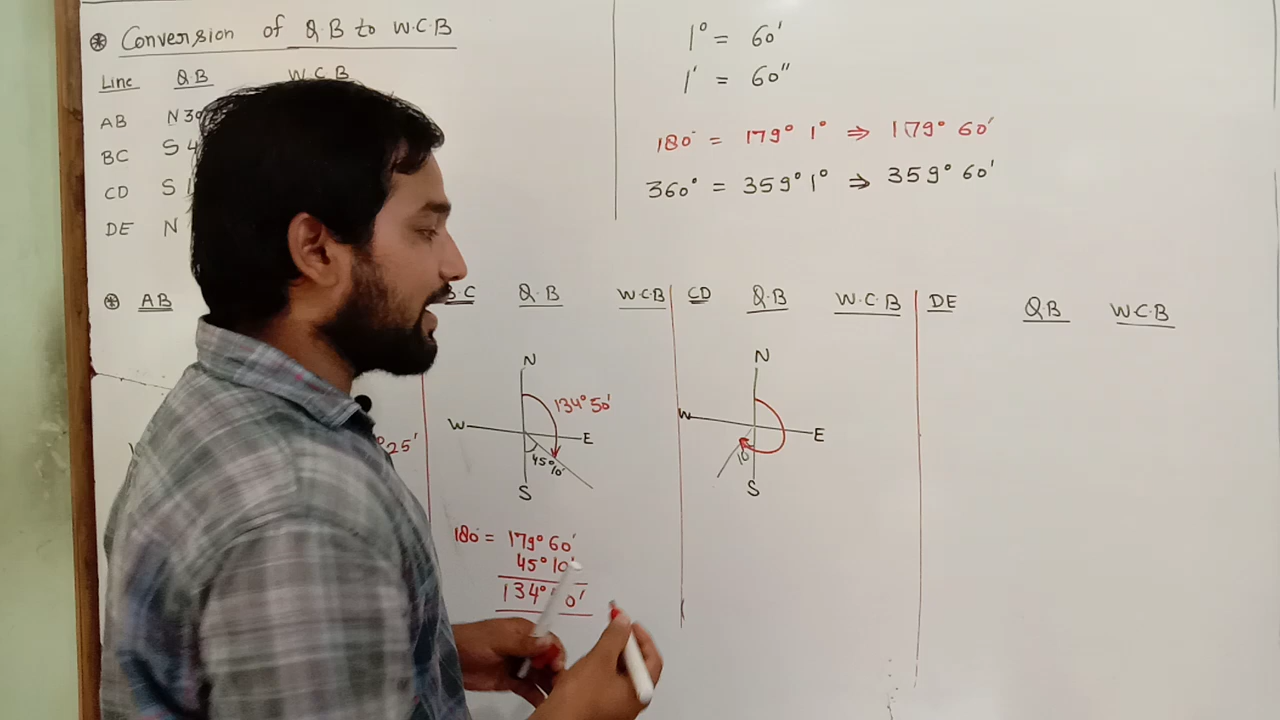 ⊛ Conversion of Q.B to W.C.B
Line Q.B W.C.B
AB N 3
BC S 4
CD S
DE N
1° = 60'
1' = 60"
180° = 179° 1° ⇒ 179° 60'
360° = 359° 1° ⇒ 359° 60'
⊛ AB
B.C Q.B W.C.B
N
134° 50'
W E
45°10'
S
180° = 179° 60'
45° 10'
134° 50'
25'
CD Q.B W.C.B
N
W E
10
S
DE Q.B W.C.B